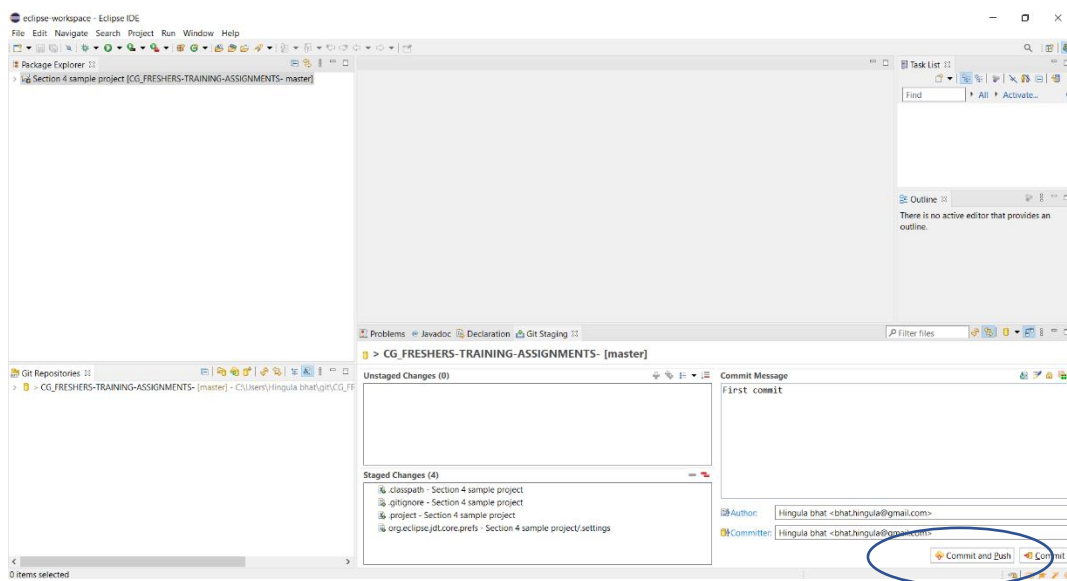 eclipse-workspace - Eclipse IDE
File Edit Navigate Search Project Run Window Help
Package Explorer
Section 4 sample project [CG_FRESHERS-TRAINING-ASSIGNMENTS- master]
Task List
Find
All
Activate...
Outline
There is no active editor that provides an
outline.
Problems
Javadoc
Declaration
Git Staging
Filter files
> CG_FRESHERS-TRAINING-ASSIGNMENTS- [master]
Git Repositories
> CG_FRESHERS-TRAINING-ASSIGNMENTS- [master] - C:\Users\Hingula bhat\git\CG_FF
Unstaged Changes (0)
Staged Changes (4)
.classpath - Section 4 sample project
.gitignore - Section 4 sample project
.project - Section 4 sample project
org.eclipse.jdt.core.prefs - Section 4 sample project/.settings
Commit Message
First commit
Author:
Hingula bhat <bhat.hingula@gmail.com>
Committer:
Hingula bhat <bhat.hingula@gmail.com>
Commit and Push
Commit
0 items selected